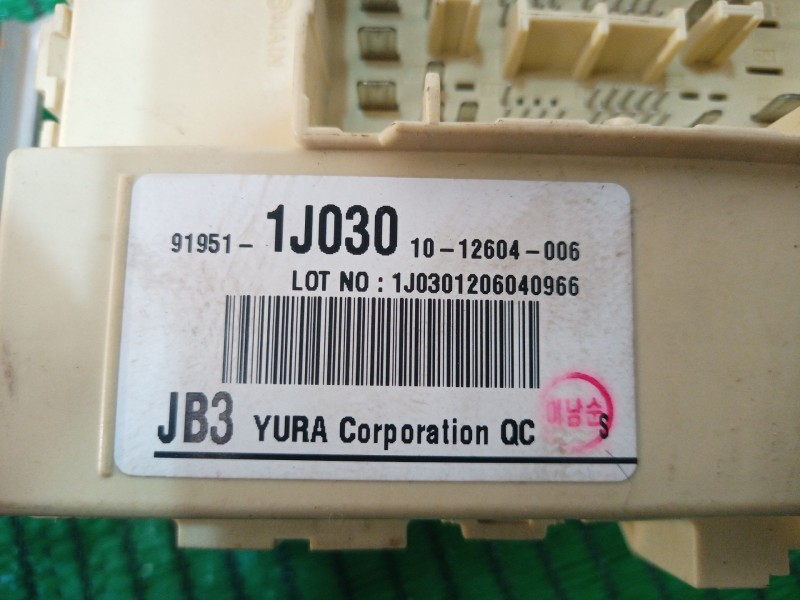 91951-1J030 10-12604-006
LOT NO : 1J0301206040966
JB3 YURA Corporation QC
S